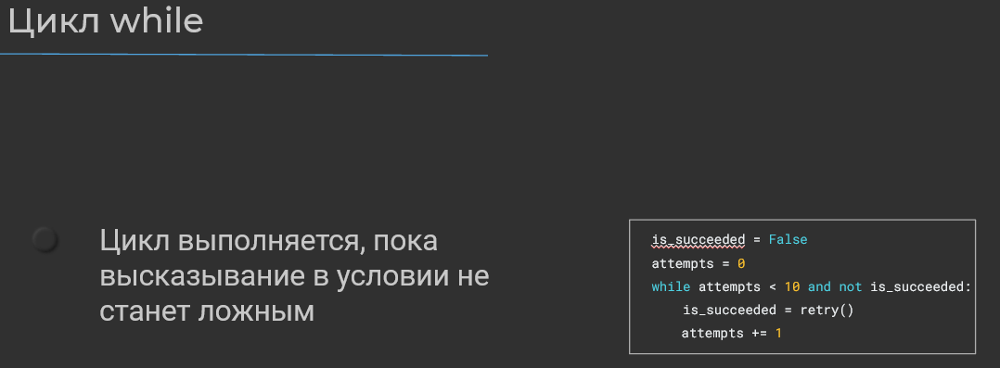 Цикл while
Цикл выполняется, пока
высказывание в условии не
станет ложным
is_succeeded = False
attempts = 0
while attempts < 10 and not is_succeeded:
    is_succeeded = retry()
    attempts += 1